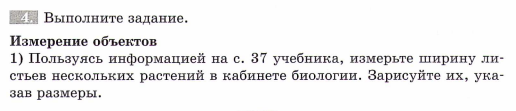 4. Выполните задание.
Измерение объектов
1) Пользуясь информацией на с. 37 учебника, измерьте ширину ли-
стьев нескольких растений в кабинете биологии. Зарисуйте их, ука-
зав размеры.